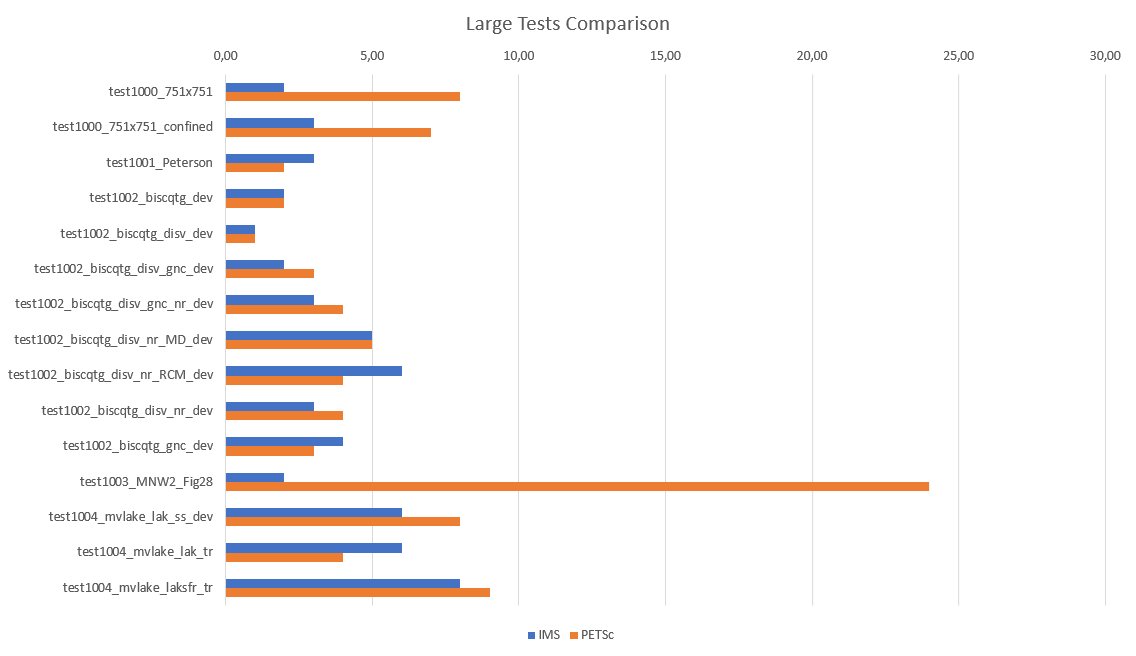 Large Tests Comparison
0,00 5,00 10,00 15,00 20,00 25,00 30,00
test1000_751x751
test1000_751x751_confined
test1001_Peterson
test1002_biscqtg_dev
test1002_biscqtg_disv_dev
test1002_biscqtg_disv_gnc_dev
test1002_biscqtg_disv_gnc_nr_dev
test1002_biscqtg_disv_nr_MD_dev
test1002_biscqtg_disv_nr_RCM_dev
test1002_biscqtg_disv_nr_dev
test1002_biscqtg_gnc_dev
test1003_MNW2_Fig28
test1004_mvlake_lak_ss_dev
test1004_mvlake_lak_tr
test1004_mvlake_laksfr_tr
IMS PETSc